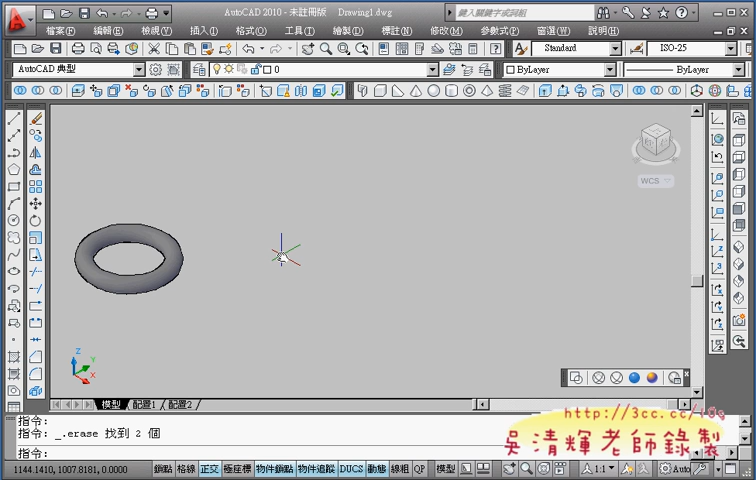 AutoCAD 2010 - 未註冊版 Drawing1.dwg
鍵入關鍵字或詞組
檔案(F) 編輯(E) 檢視(V) 插入(I) 格式(O) 工具(T) 繪製(D) 標註(N) 修改(M) 參數式(P) 視窗(W) 說明(H)
Standard ISO-25
AutoCAD 典型 0 ByLayer ByLayer
WCS
Z Y X
模型 配置1 配置2
指令:
指令: _.erase 找到 2 個
指令:
http://3cc.cc/10g
吳清輝老師錄製
1144.1410, 1007.8181, 0.0000 鎖點 格線 正交 極座標 物件鎖點 物件追蹤 DUCS 動態 線粗 QP 模型 1:1 Auto